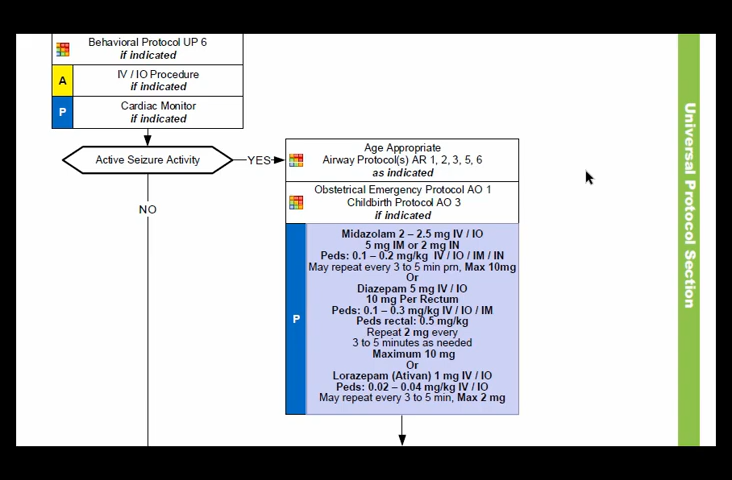 Behavioral Protocol UP 6
if indicated
A
IV / IO Procedure
if indicated
P
Cardiac Monitor
if indicated
Active Seizure Activity
YES
NO
Age Appropriate
Airway Protocol(s) AR 1, 2, 3, 5, 6
as indicated
Obstetrical Emergency Protocol AO 1
Childbirth Protocol AO 3
if indicated
P
Midazolam 2 – 2.5 mg IV / IO
5 mg IM or 2 mg IN
Peds: 0.1 – 0.2 mg/kg IV / IO / IM / IN
May repeat every 3 to 5 min prn, Max 10mg
Or
Diazepam 5 mg IV / IO
10 mg Per Rectum
Peds: 0.1 – 0.3 mg/kg IV / IO / IM
Peds rectal: 0.5 mg/kg
Repeat 2 mg every
3 to 5 minutes as needed
Maximum 10 mg
Or
Lorazepam (Ativan) 1 mg IV / IO
Peds: 0.02 – 0.04 mg/kg IV / IO
May repeat every 3 to 5 min, Max 2 mg
Universal Protocol Section